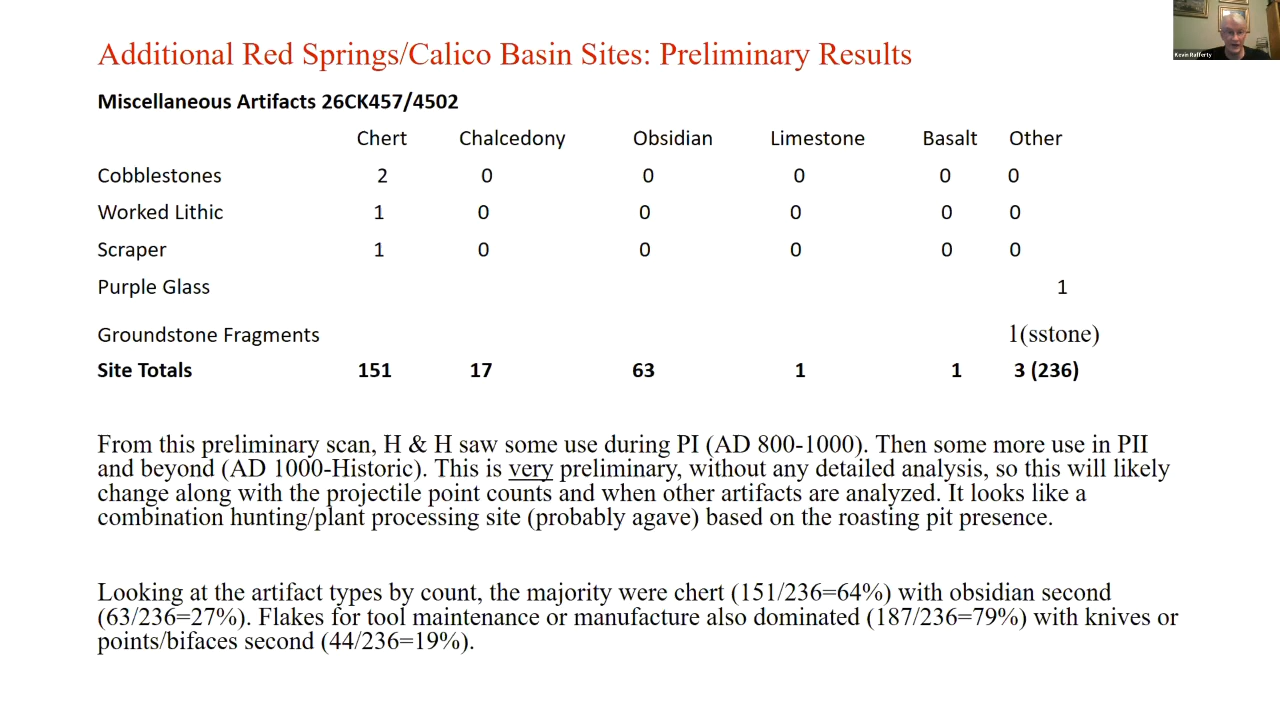 Additional Red Springs/Calico Basin Sites: Preliminary Results
Kevin Rafferty
Miscellaneous Artifacts 26CK457/4502
Chert Chalcedony Obsidian Limestone Basalt Other
Cobblestones 2 0 0 0 0 0
Worked Lithic 1 0 0 0 0 0
Scraper 1 0 0 0 0 0
Purple Glass 1
Groundstone Fragments 1(sstone)
Site Totals 151 17 63 1 1 3 (236)
From this preliminary scan, H & H saw some use during PI (AD 800-1000). Then some more use in PII
and beyond (AD 1000-Historic). This is very preliminary, without any detailed analysis, so this will likely
change along with the projectile point counts and when other artifacts are analyzed. It looks like a
combination hunting/plant processing site (probably agave) based on the roasting pit presence.
Looking at the artifact types by count, the majority were chert (151/236=64%) with obsidian second
(63/236=27%). Flakes for tool maintenance or manufacture also dominated (187/236=79%) with knives or
points/bifaces second (44/236=19%).